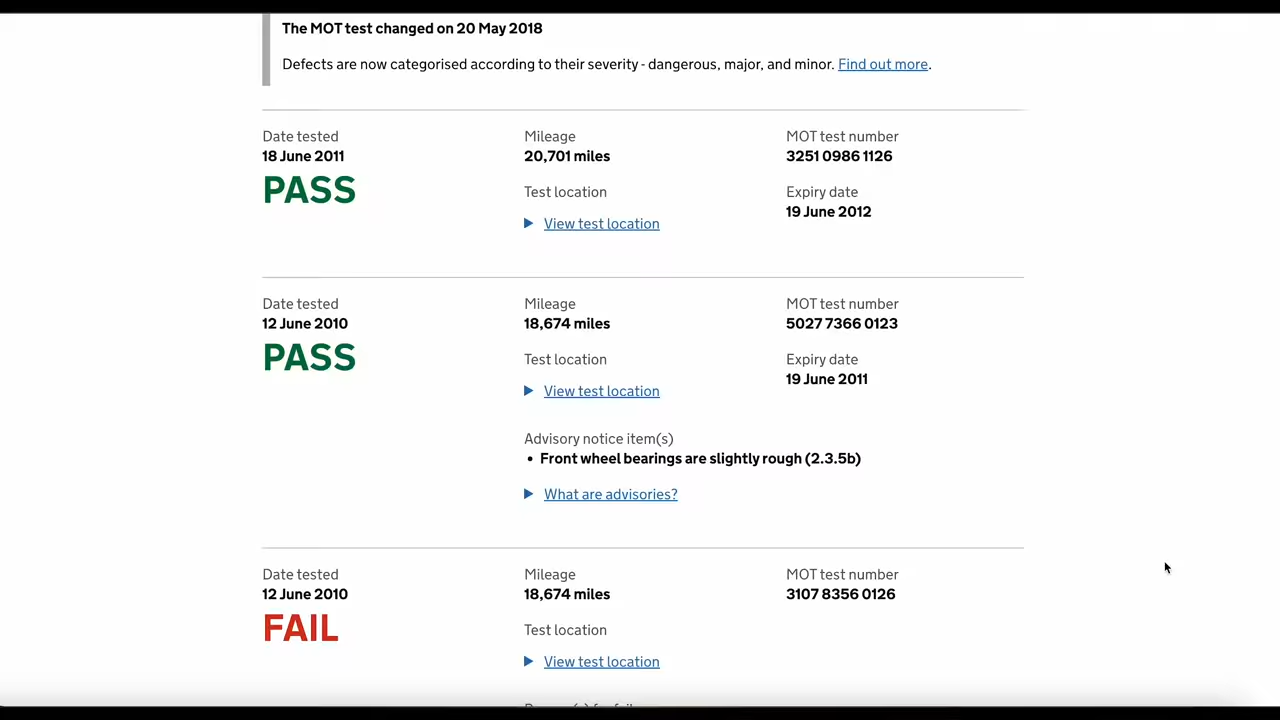 The MOT test changed on 20 May 2018
Defects are now categorised according to their severity - dangerous, major, and minor. Find out more.
Date tested
18 June 2011
PASS
Mileage
20,701 miles
Test location
View test location
MOT test number
3251 0986 1126
Expiry date
19 June 2012
Date tested
12 June 2010
PASS
Mileage
18,674 miles
Test location
View test location
Advisory notice item(s)
• Front wheel bearings are slightly rough (2.3.5b)
What are advisories?
MOT test number
5027 7366 0123
Expiry date
19 June 2011
Date tested
12 June 2010
FAIL
Mileage
18,674 miles
Test location
View test location
MOT test number
3107 8356 0126